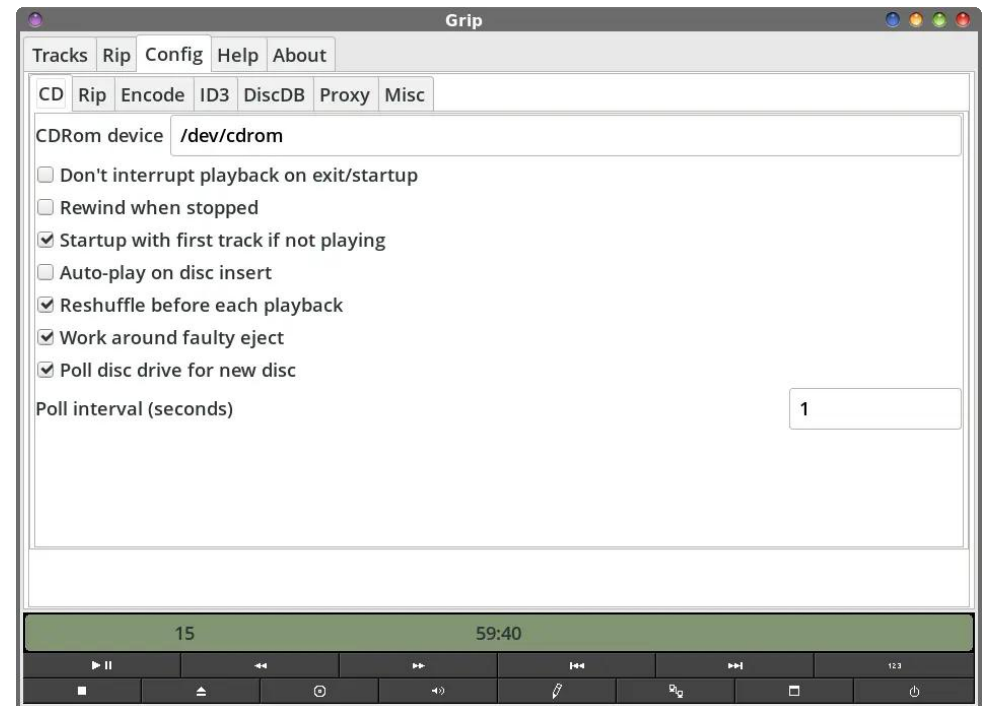 Grip
Tracks Rip Config Help About
CD Rip Encode ID3 DiscDB Proxy Misc
CDRom device /dev/cdrom
Don't interrupt playback on exit/startup
Rewind when stopped
Startup with first track if not playing
Auto-play on disc insert
Reshuffle before each playback
Work around faulty eject
Poll disc drive for new disc
Poll interval (seconds) 1
15 59:40
123